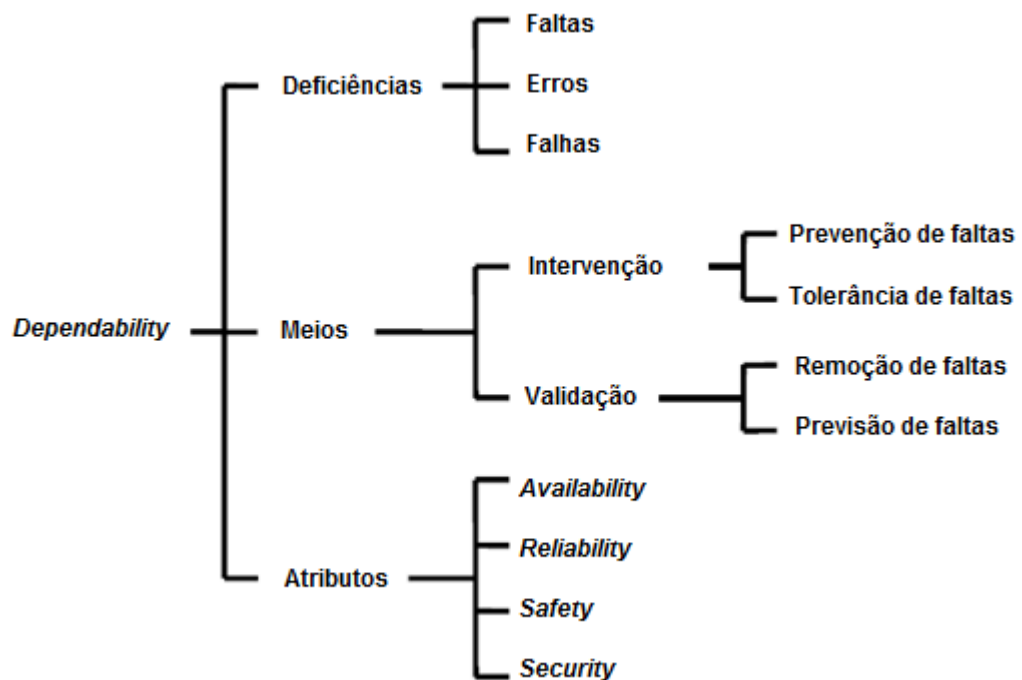 Faltas
Deficiências
Erros
Falhas
Prevenção de faltas
Intervenção
Tolerância de faltas
Dependability
Meios
Remoção de faltas
Validação
Previsão de faltas
Availability
Reliability
Atributos
Safety
Security